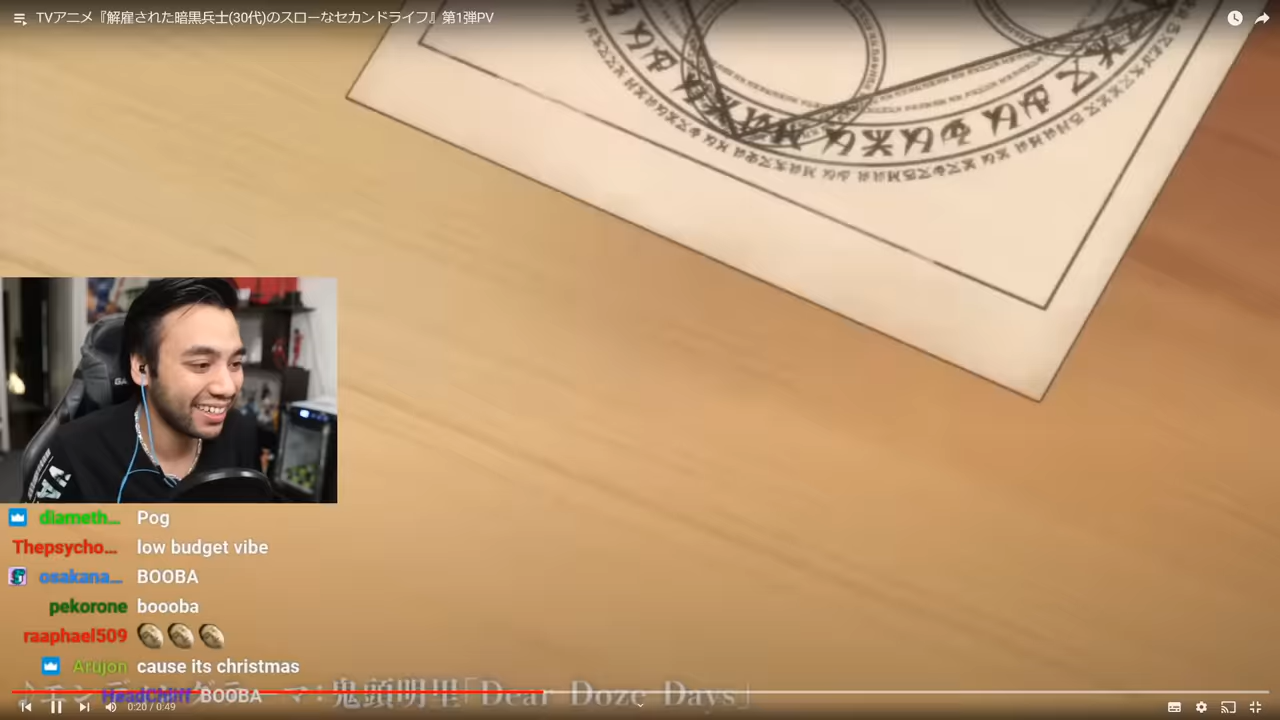 TVアニメ『解雇された暗黒兵士(30代)のスローなセカンドライフ』第1弾PV
diameth... Pog
Thepsycho... low budget vibe
osakana... BOOBA
pekorone boooba
raaphael509
Arujon cause its christmas
HeadChiff BOOBA
マ:鬼頭明里「Dear Doze Days」
0:20 / 0:49